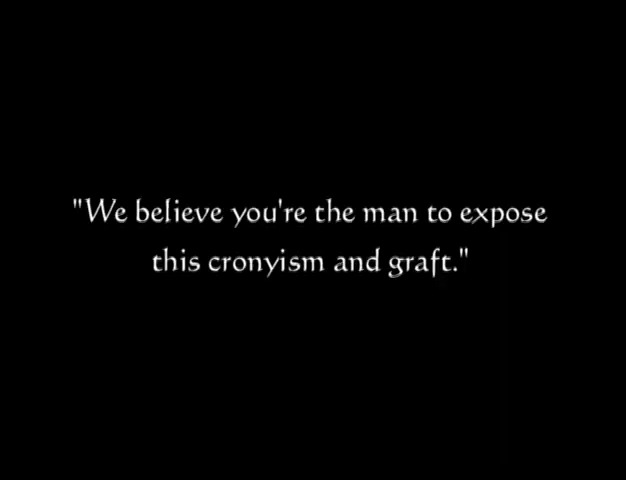 "We believe you're the man to expose
this cronyism and graft."